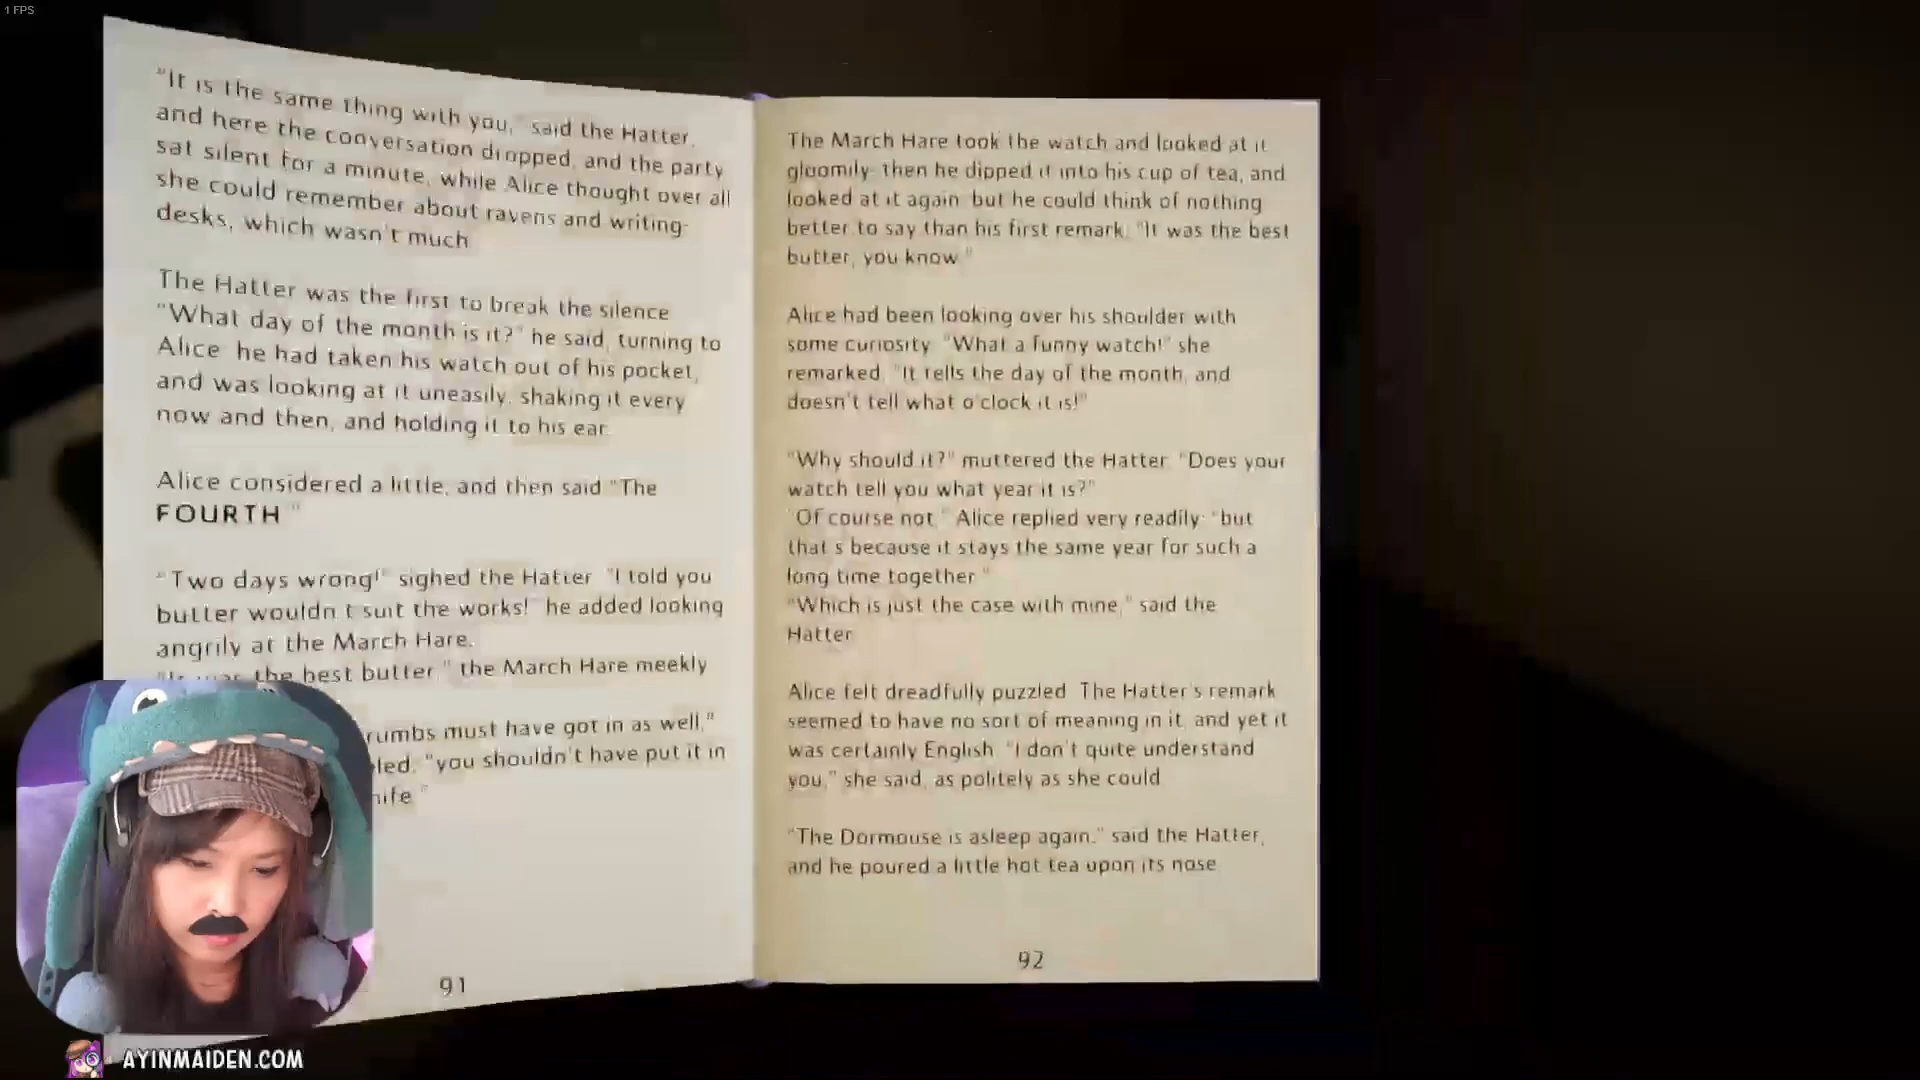 1 FPS
"It is the same thing with you," said the Hatter,
and here the conversation dropped, and the party
sat silent for a minute, while Alice thought over all
she could remember about ravens and writing-
desks, which wasn't much
The Hatter was the first to break the silence
"What day of the month is it?" he said, turning to
Alice he had taken his watch out of his pocket,
and was looking at it uneasily, shaking it every
now and then, and holding it to his ear.
Alice considered a little, and then said "The
FOURTH "
"Two days wrong!" sighed the Hatter "I told you
butter wouldn t suit the works!" he added looking
angrily at the March Hare.
the best butter," the March Hare meekly
rumbs must have got in as well,"
led. "you shouldn't have put it in
nife "
91
The March Hare took the watch and looked at it
gloomily then he dipped it into his cup of tea, and
looked at it again but he could think of nothing
better to say than his first remark, "It was the best
butter, you know "
Alice had been looking over his shoulder with
some curiosity "What a funny watch!" she
remarked, "It tells the day of the month, and
doesn't tell what o'clock it is!"
"Why should it?" muttered the Hatter "Does your
watch tell you what year it is?"
"Of course not," Alice replied very readily "but
that s because it stays the same year for such a
long time together "
"Which is just the case with mine," said the
Hatter
Alice felt dreadfully puzzled The Hatter's remark
seemed to have no sort of meaning in it, and yet it
was certainly English "I don't quite understand
you," she said, as politely as she could
"The Dormouse is asleep again." said the Hatter,
and he poured a little hot tea upon its nose
92
AYINMAIDEN.COM